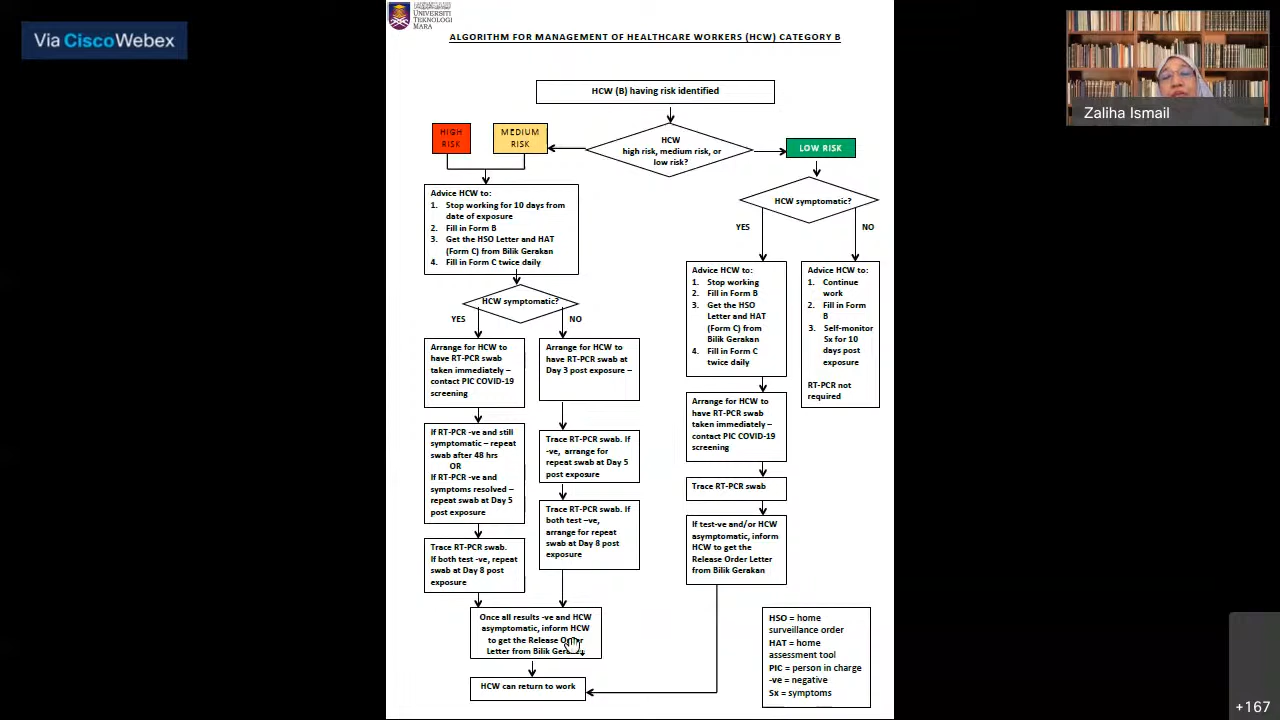 Via Cisco Webex
UNIVERSITI
TEKNOLOGI
MARA
ALGORITHM FOR MANAGEMENT OF HEALTHCARE WORKERS (HCW) CATEGORY B
Zaliha Ismail
HCW (B) having risk identified
HIGH
RISK
MEDIUM
RISK
HCW
high risk, medium risk, or
low risk?
LOW RISK
Advice HCW to:
1. Stop working for 10 days from
date of exposure
2. Fill in Form B
3. Get the HSO Letter and HAT
(Form C) from Bilik Gerakan
4. Fill in Form C twice daily
HCW symptomatic?
YES
NO
HCW symptomatic?
YES
NO
Arrange for HCW to
have RT-PCR swab
taken immediately –
contact PIC COVID-19
screening
If RT-PCR -ve and still
symptomatic – repeat
swab after 48 hrs
OR
If RT-PCR -ve and
symptoms resolved –
repeat swab at Day 5
post exposure
Trace RT-PCR swab.
If both test -ve, repeat
swab at Day 8 post
exposure
Arrange for HCW to
have RT-PCR swab at
Day 3 post exposure –
Trace RT-PCR swab. If
-ve, arrange for
repeat swab at Day 5
post exposure
Trace RT-PCR swab. If
both test –ve,
arrange for repeat
swab at Day 8 post
exposure
Once all results -ve and HCW
asymptomatic, inform HCW
to get the Release Order
Letter from Bilik Gerakan
HCW can return to work
Advice HCW to:
1. Stop working
2. Fill in Form B
3. Get the HSO
Letter and HAT
(Form C) from
Bilik Gerakan
4. Fill in Form C
twice daily
Arrange for HCW to
have RT-PCR swab
taken immediately –
contact PIC COVID-19
screening
Trace RT-PCR swab
If test-ve and/or HCW
asymptomatic, inform
HCW to get the
Release Order Letter
from Bilik Gerakan
Advice HCW to:
1. Continue
work
2. Fill in Form
B
3. Self-monitor
Sx for 10
days post
exposure
RT-PCR not
required
HSO = home
surveillance order
HAT = home
assessment tool
PIC = person in charge
-ve = negative
Sx = symptoms
+167